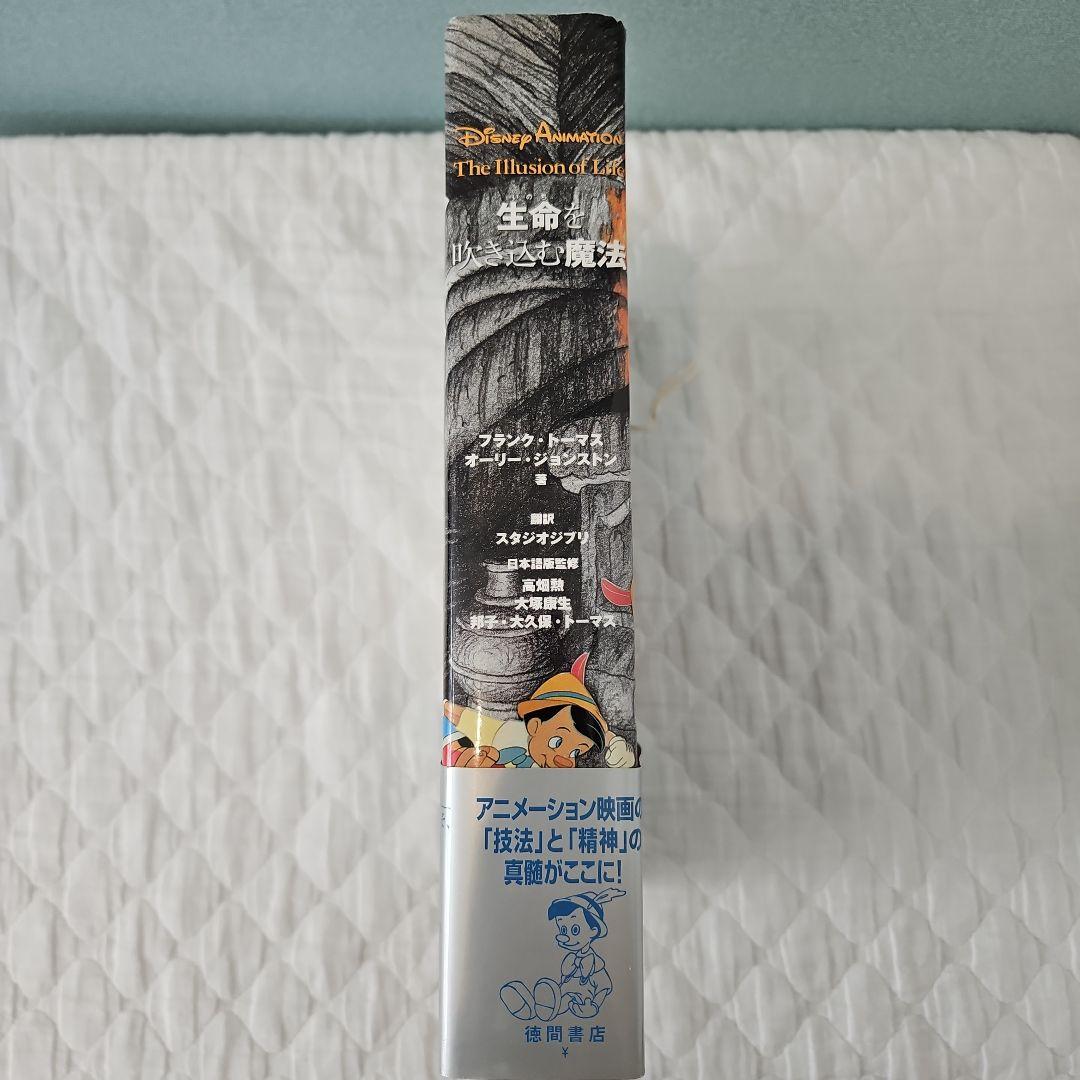 Disney Animation
The Illusion of Life
生命を
吹き込む魔法
フランク・トーマス
オーリー・ジョンストン
著
翻訳
スタジオジブリ
日本語版監修
高畑勲
大塚康生
邦子・大久保・トーマス
アニメーション映画の
「技法」と「精神」の
真髄がここに!
徳間書店
¥